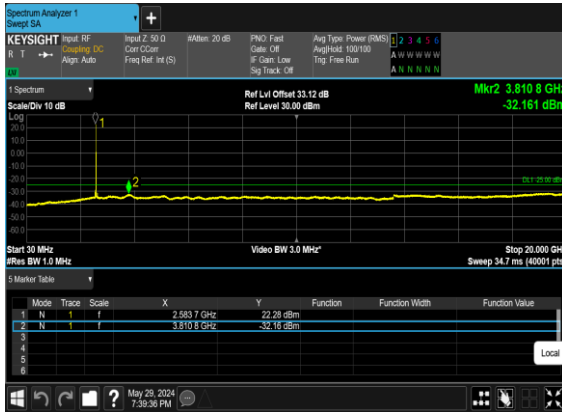 Spectrum Analyzer 1
Swept SA
+
KEYSIGHT Input: RF Input Z: 50 Ω #Atten: 20 dB PNO: Fast Avg Type: Power (RMS) 1 2 3 4 5 6
R T Coupling: DC Corr CCorr Gate: Off Avg|Hold: 100/100 A W W W W W
Align: Auto Freq Ref: Int (S) IF Gain: Low Trig: Free Run
LXI Sig Track: Off A N N N N N
1 Spectrum Ref Lvl Offset 33.12 dB Mkr2 3.810 8 GHz
Scale/Div 10 dB Ref Level 30.00 dBm -32.161 dBm
Log
1
20.0
10.0
0.00
-10.0
-20.0 2 DL1 -25.00 dBm
-30.0
-40.0
-50.0
-60.0
Start 30 MHz Video BW 3.0 MHz* Stop 20.000 GHz
#Res BW 1.0 MHz Sweep 34.7 ms (40001 pts)
5 Marker Table
Mode Trace Scale X Y Function Function Width Function Value
1 N 1 f 2.583 7 GHz 22.28 dBm
2 N 1 f 3.810 8 GHz -32.16 dBm
3
4
5
6
Local
? May 29, 2024
7:39:36 PM